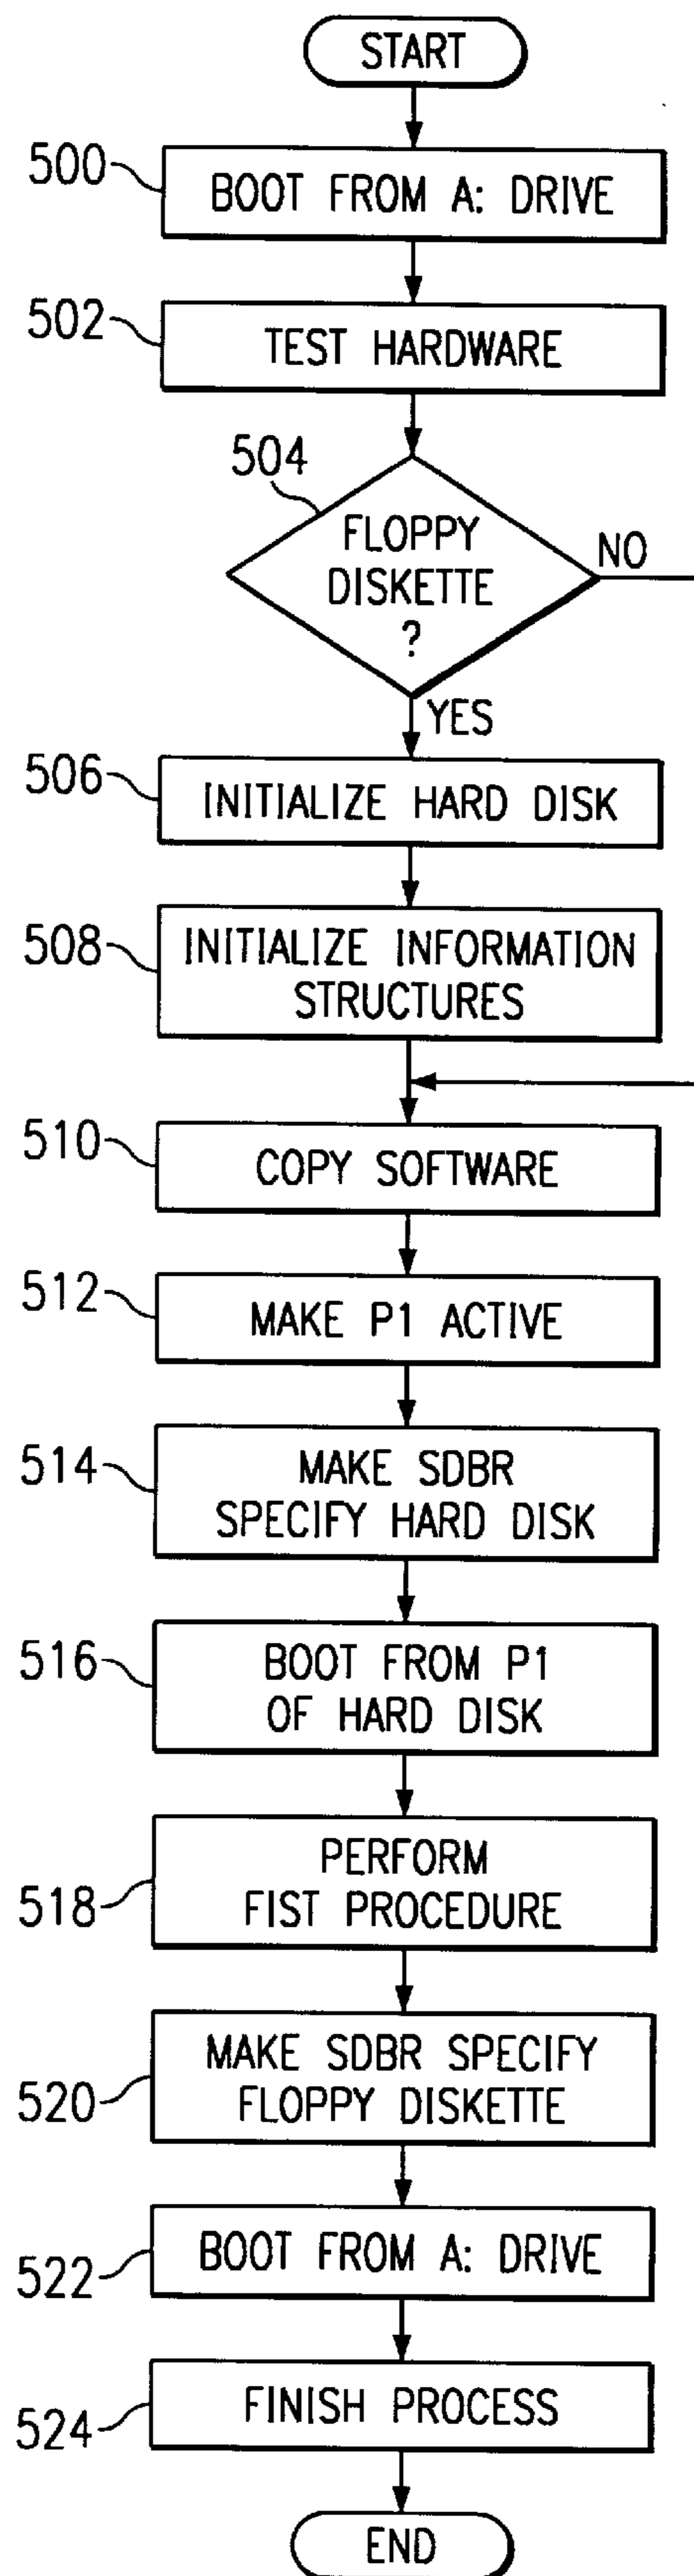 START
500
BOOT FROM A: DRIVE
502
TEST HARDWARE
504
FLOPPY
DISKETTE
?
NO
YES
506
INITIALIZE HARD DISK
508
INITIALIZE INFORMATION
STRUCTURES
510
COPY SOFTWARE
512
MAKE P1 ACTIVE
514
MAKE SDBR
SPECIFY HARD DISK
516
BOOT FROM P1
OF HARD DISK
518
PERFORM
FIST PROCEDURE
520
MAKE SDBR SPECIFY
FLOPPY DISKETTE
522
BOOT FROM A: DRIVE
524
FINISH PROCESS
END